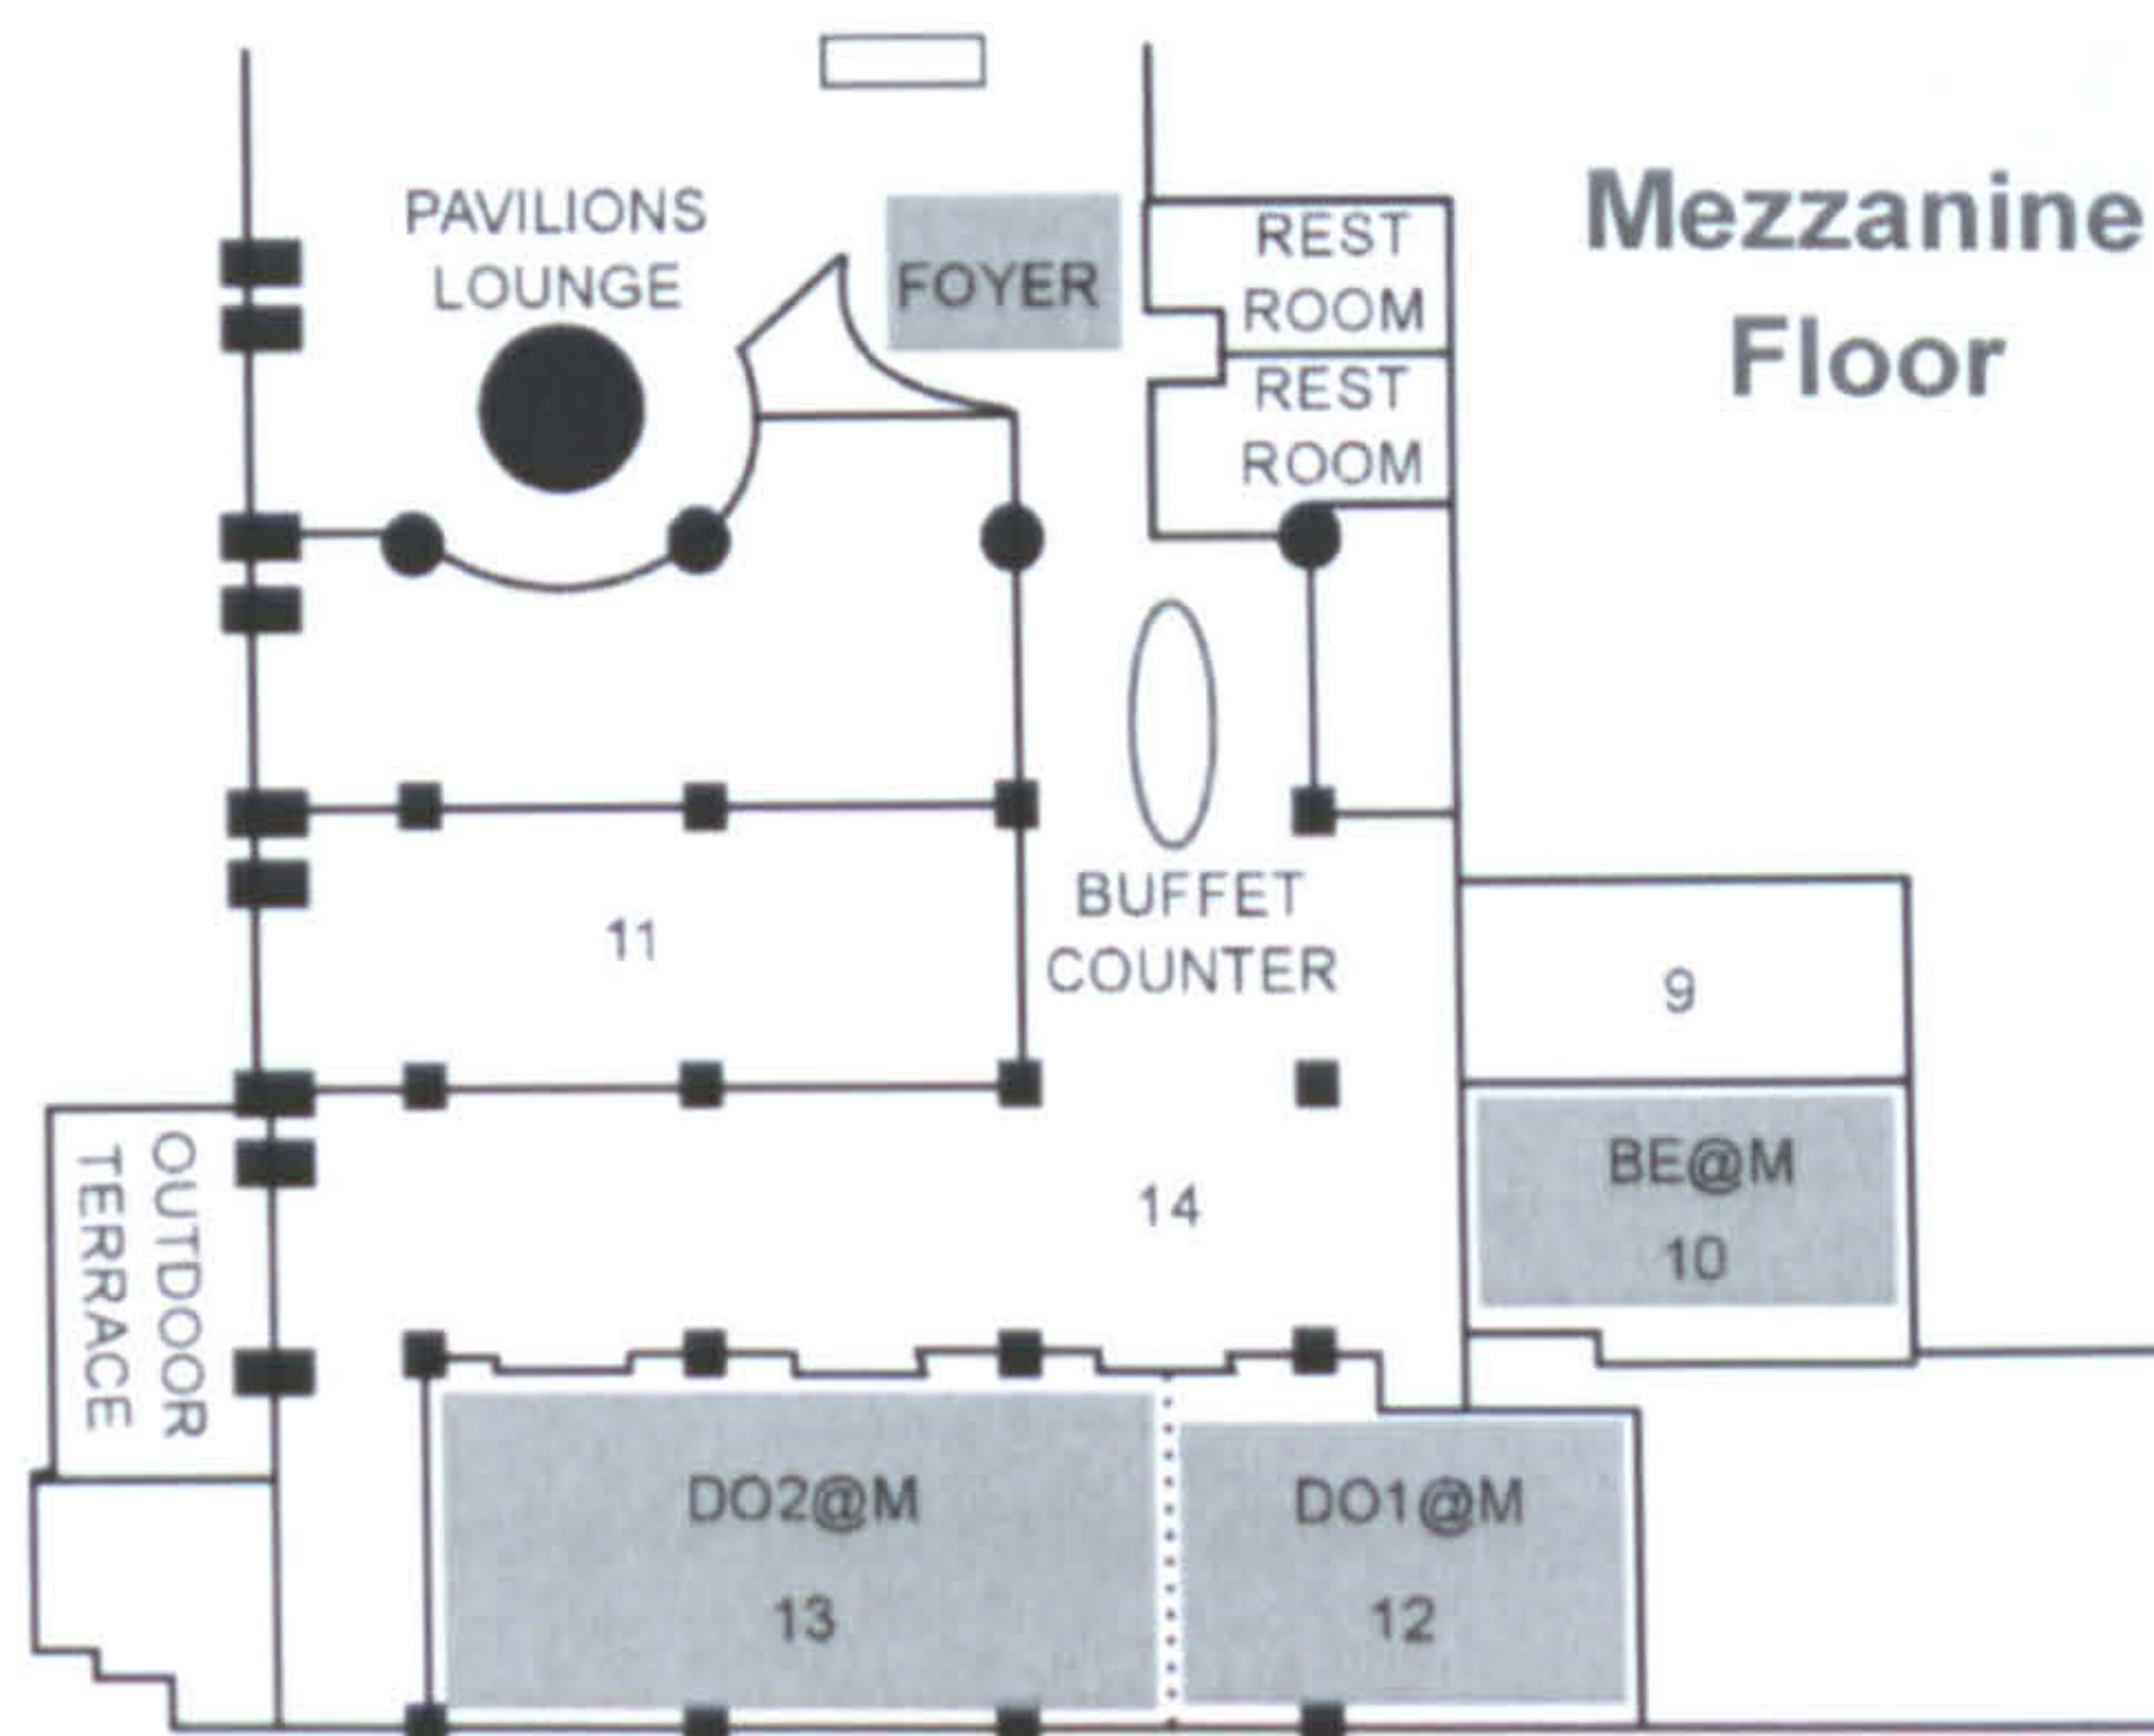 Mezzanine
Floor
PAVILIONS
LOUNGE
FOYER
REST
ROOM
REST
ROOM
BUFFET
COUNTER
11
9
BE@M
10
14
OUTDOOR
TERRACE
DO2@M
13
DO1@M
12